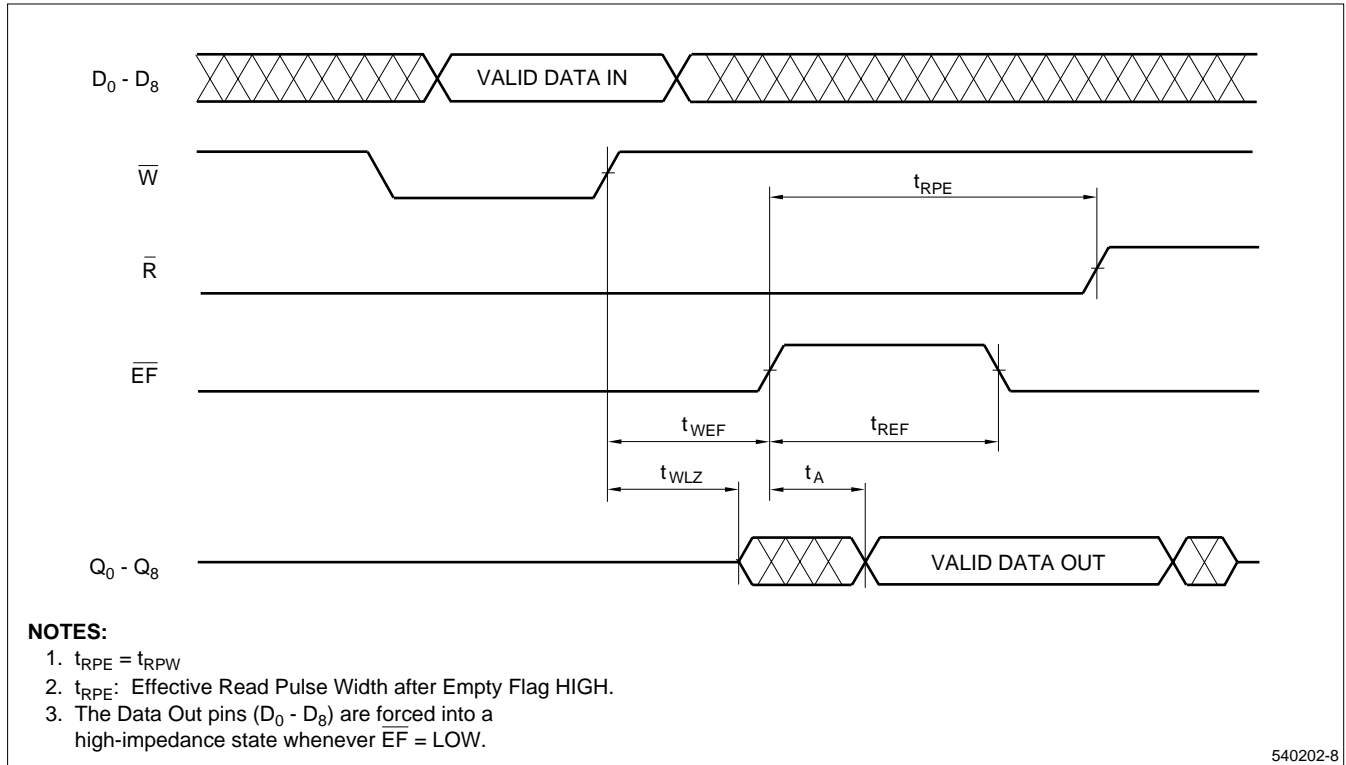 D0 - D8
VALID DATA IN
W̅
tRPE
R̅
E̅F̅
tWEF
tREF
tWLZ
tA
Q0 - Q8
VALID DATA OUT
NOTES:
1. tRPE = tRPW
2. tRPE: Effective Read Pulse Width after Empty Flag HIGH.
3. The Data Out pins (D0 - D8) are forced into a
high-impedance state whenever E̅F̅ = LOW.
540202-8